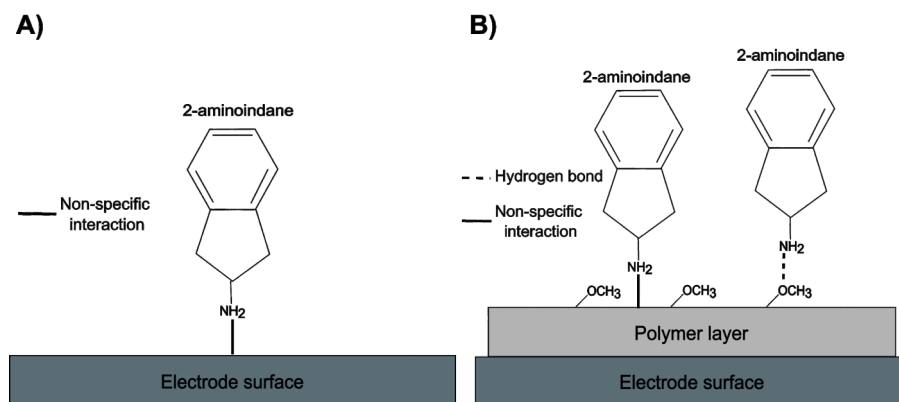 A)
2-aminoindane
Non-specific
interaction
NH2
Electrode surface
B)
2-aminoindane
2-aminoindane
Hydrogen bond
Non-specific
interaction
NH2
NH2
OCH3
OCH3
OCH3
Polymer layer
Electrode surface